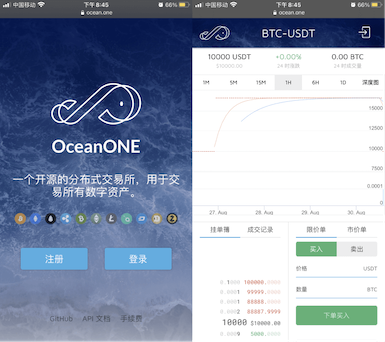 中国移动 下午 8:45 66%
ocean.one
OceanONE
一个开源的分布式交易所，用于交
易所有数字资产。
注册 登录
GitHub API 文档 手续费
中国移动 下午 8:45 66%
ocean.one
BTC-USDT
10000 USDT +0.00% 0.00 BTC
$10000.00 24 时涨跌 24 时成交量
1M 5M 15M 1H 6H 1D 深度图
15000
10000
5000
0.0001
0
27. Aug 28. Aug 29. Aug 30. Aug
挂单簿 成交记录 限价单 市价单
买入 卖出
价格 USDT
数量 BTC
下单买入
0.1000 100000.0000
0.0001 99999.0000
0.0001 88888.0000
0.0002 88887.9999
10000 $10000.00
0.0009 5000.0000